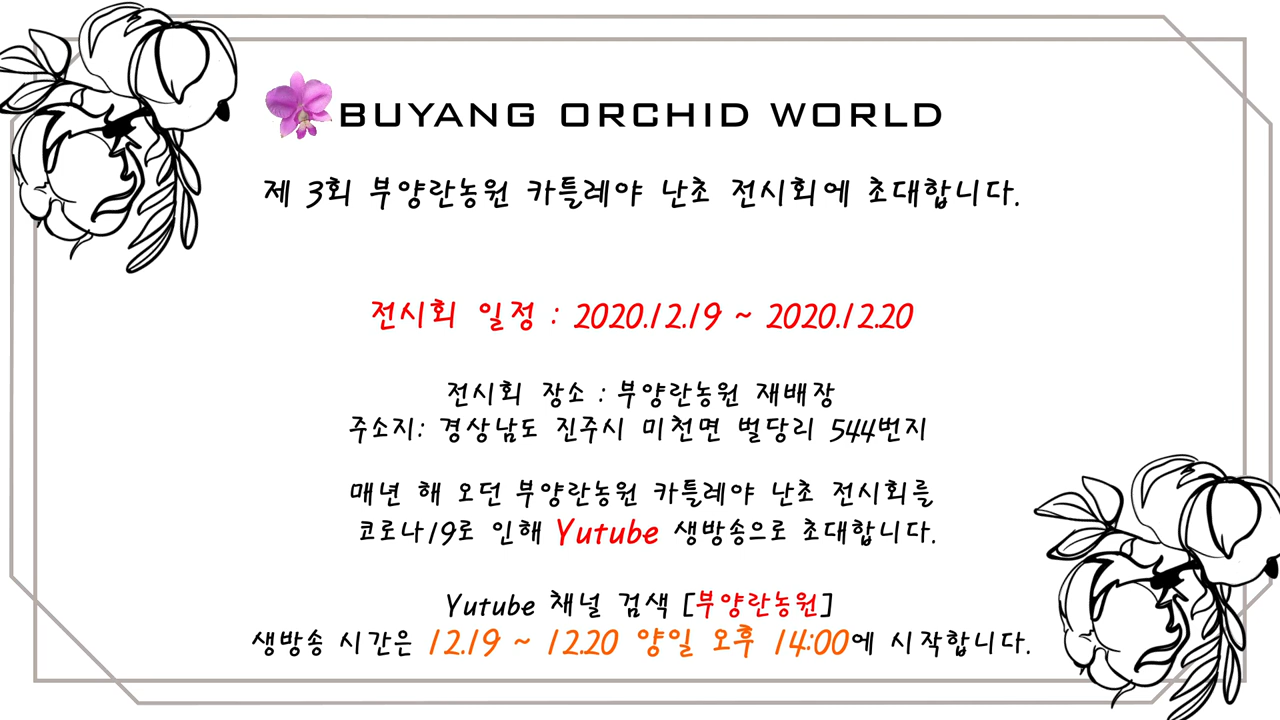 BUYANG ORCHID WORLD
제 3회 부양란농원 카틀레야 난초 전시회에 초대합니다.
전시회 일정 : 2020.12.19 ~ 2020.12.20
전시회 장소 : 부양란농원 재배장
주소지: 경상남도 진주시 미천면 벌당리 544번지
매년 해 오던 부양란농원 카틀레야 난초 전시회를
코로나19로 인해 Yutube 생방송으로 초대합니다.
Yutube 채널 검색 [부양란농원]
생방송 시간은 12.19 ~ 12.20 양일 오후 14:00에 시작합니다.